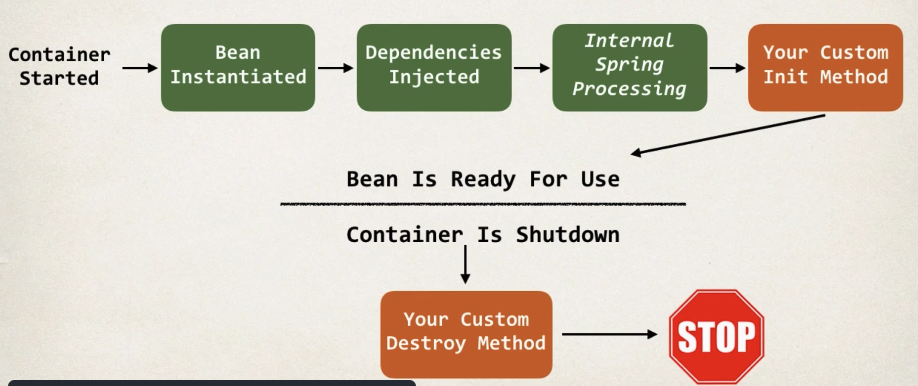 Container
Started
Bean
Instantiated
Dependencies
Injected
Internal
Spring
Processing
Your Custom
Init Method
Bean Is Ready For Use
Container Is Shutdown
Your Custom
Destroy Method
STOP